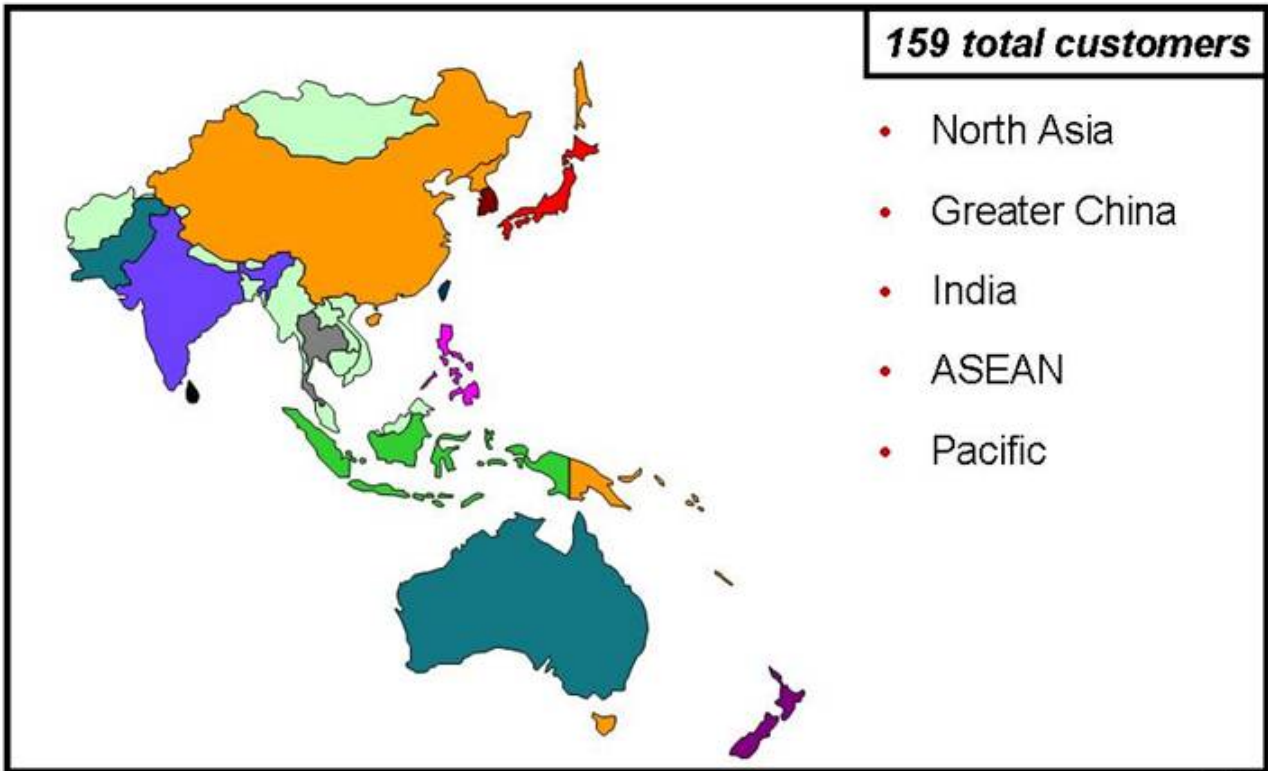 159 total customers
North Asia
Greater China
India
ASEAN
Pacific